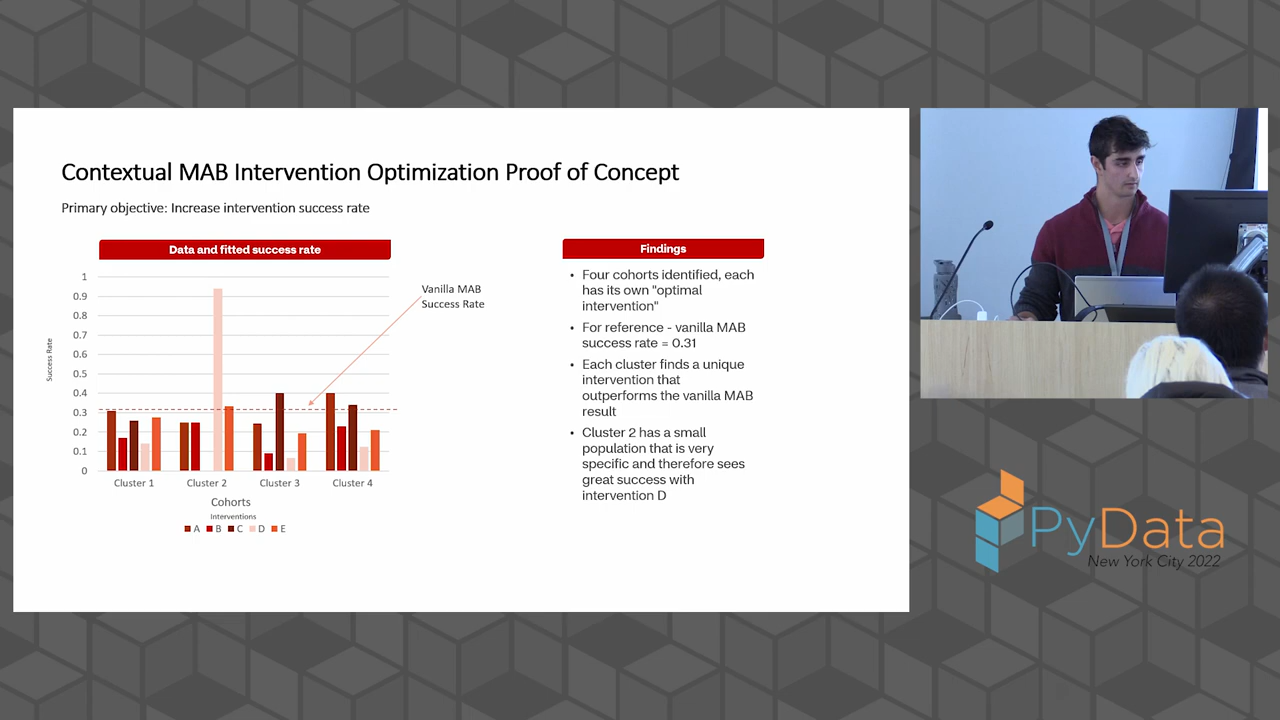 Contextual MAB Intervention Optimization Proof of Concept
Primary objective: Increase intervention success rate
Data and fitted success rate
1
0.9
0.8
0.7
0.6
0.5
0.4
0.3
0.2
0.1
0
Success Rate
Cluster 1 Cluster 2 Cluster 3 Cluster 4
Cohorts
Interventions
A B C D E
Vanilla MAB
Success Rate
Findings
• Four cohorts identified, each
has its own "optimal
intervention"
• For reference - vanilla MAB
success rate = 0.31
• Each cluster finds a unique
intervention that
outperforms the vanilla MAB
result
• Cluster 2 has a small
population that is very
specific and therefore sees
great success with
intervention D
PyData
New York City 2022